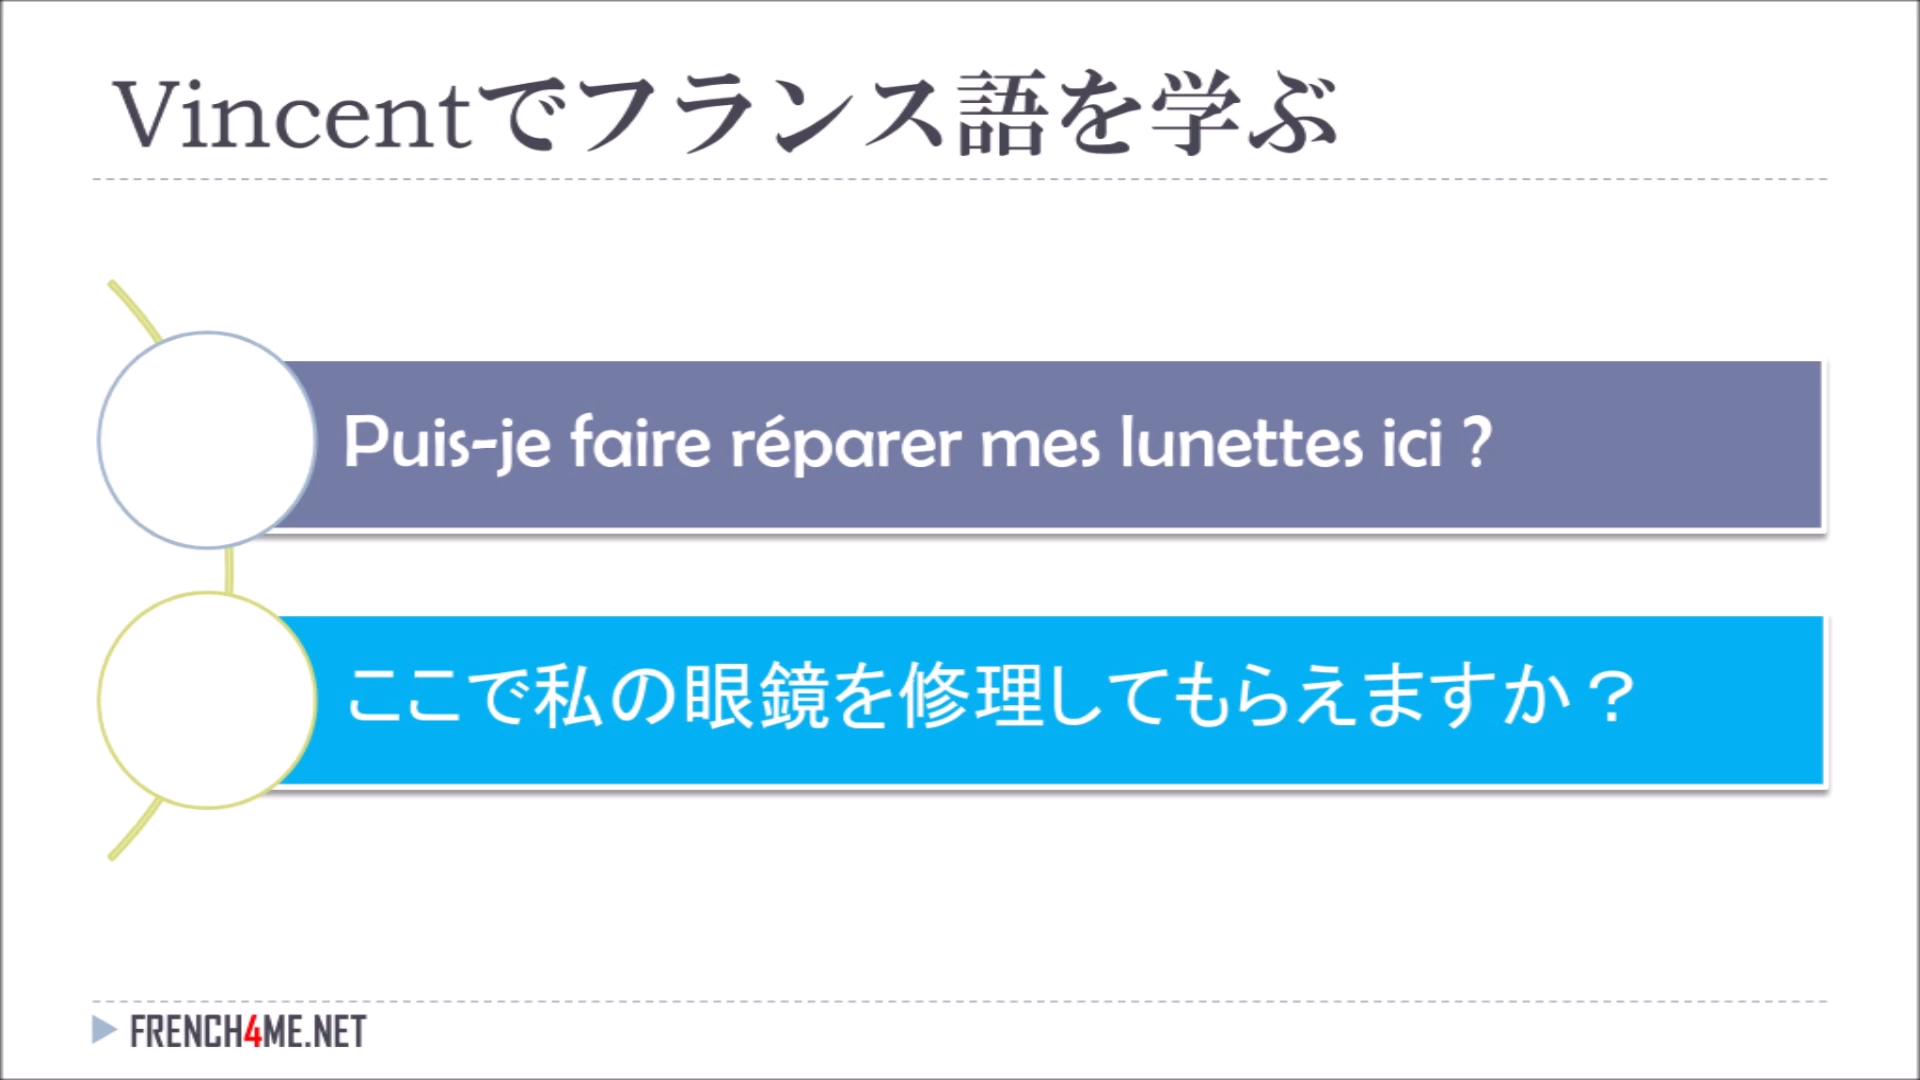 Vincentでフランス語を学ぶ
Puis-je faire réparer mes lunettes ici ?
ここで私の眼鏡を修理してもらえますか？
FRENCH4ME.NET